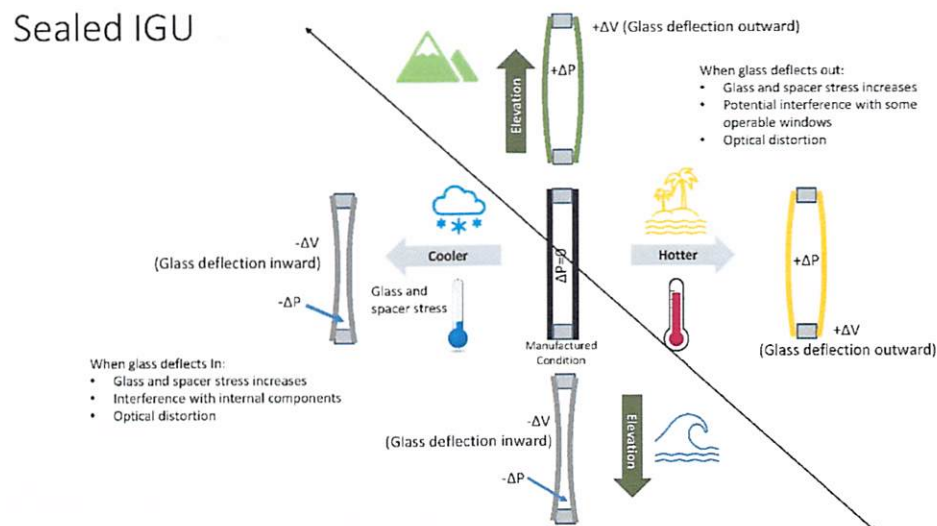 Sealed IGU
+ΔV (Glass deflection outward)
+ΔP
Elevation
When glass deflects out:
• Glass and spacer stress increases
• Potential interference with some
operable windows
• Optical distortion
-ΔV
(Glass deflection inward)
-ΔP
Cooler
Glass and
spacer stress
ΔP=Ø
Manufactured
Condition
Hotter
+ΔP
+ΔV
(Glass deflection outward)
When glass deflects In:
• Glass and spacer stress increases
• Interference with internal components
• Optical distortion
-ΔV
(Glass deflection inward)
-ΔP
Elevation